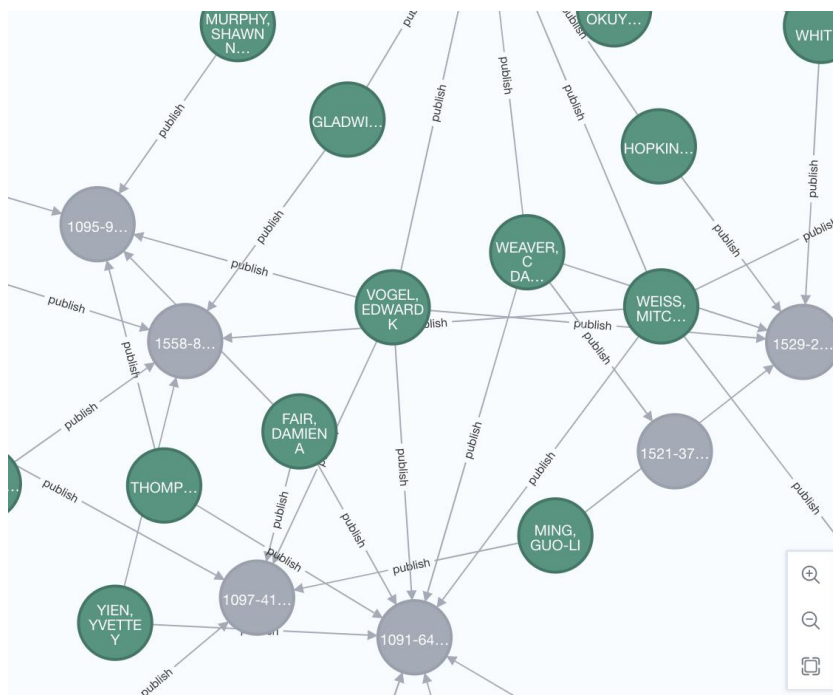 MURPHY,
SHAWN
N...
OKUY...
WHIT
publish
publish
publish
publish
GLADWI...
publish
HOPKIN...
publish
publish
1095-9...
publish
publish
publish
WEAVER,
C
DA...
VOGEL,
EDWARD
K
WEISS,
MITC...
publish
1558-8...
publish
publish
1529-2...
publish
FAIR,
DAMIEN
A
publish
publish
1521-37...
publish
THOMP...
publish
publish
publish
publish
publish
MING,
GUO-LI
publish
publish
1097-41...
YIEN,
YVETTE
Y
1091-64...
publish